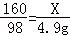 160/98 = X/4.9g